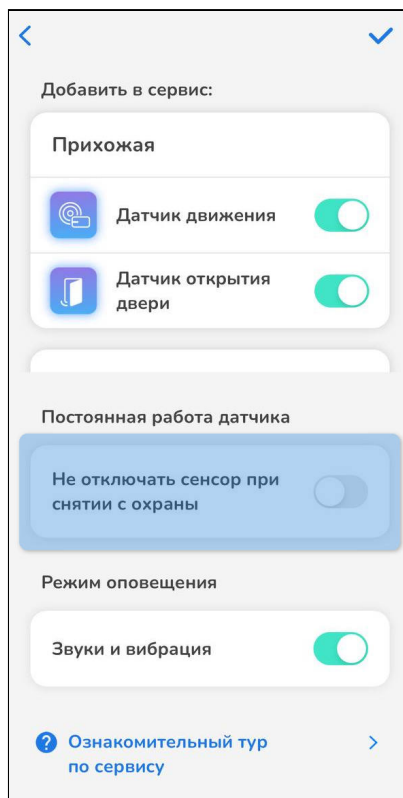 Добавить в сервис:
Прихожая
Датчик движения
Датчик открытия
двери
Постоянная работа датчика
Не отключать сенсор при
снятии с охраны
Режим оповещения
Звуки и вибрация
Ознакомительный тур
по сервису